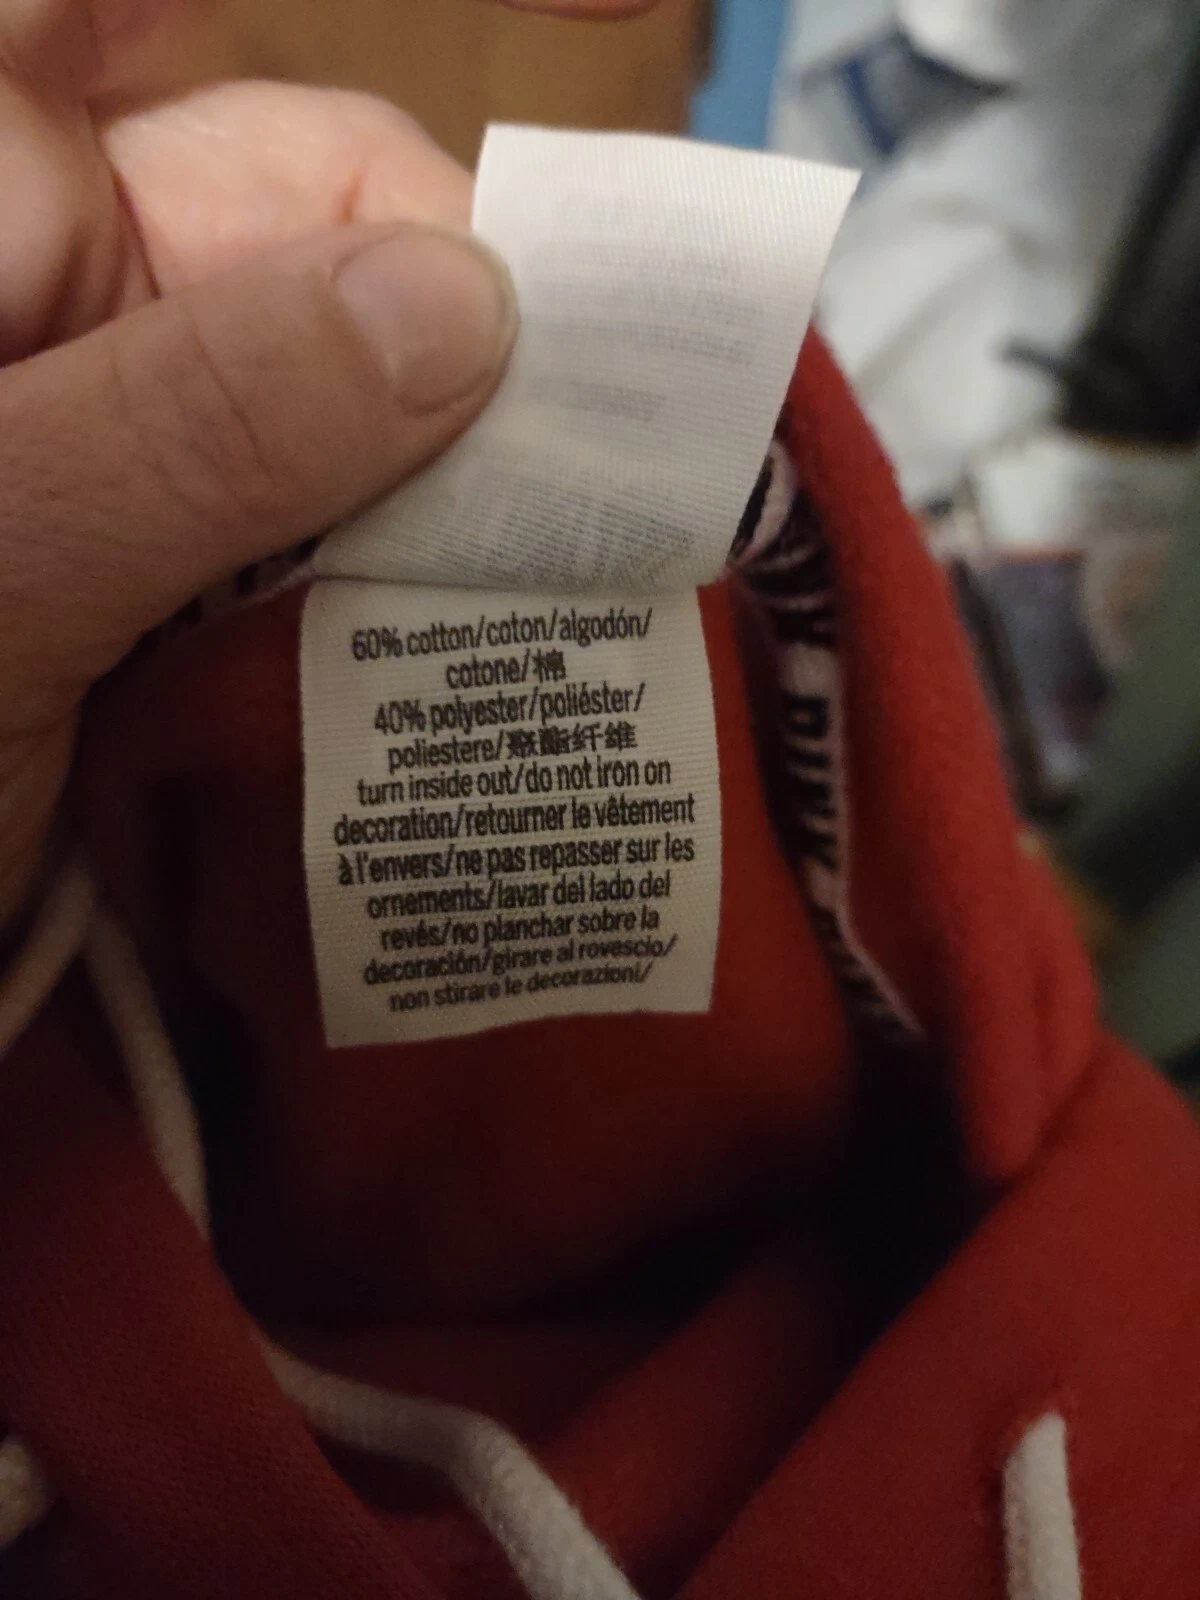 60% cotton/coton/algodón/
cotone/棉
40% polyester/poliéster/
poliestere/聚酯纤维
turn inside out/do not iron on
decoration/retourner le vêtement
à l'envers/ne pas repasser sur les
ornements/lavar del lado del
revés/no planchar sobre la
decoración/girare al rovescio/
non stirare le decorazioni/